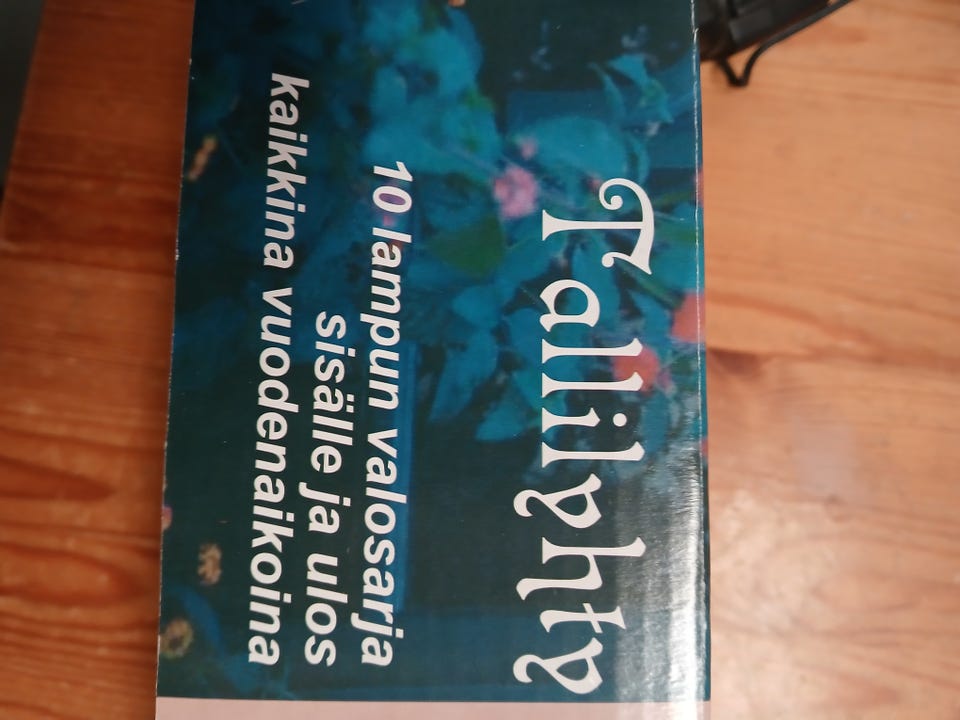 Tallilyhty
10 lampun valosarja
sisälle ja ulos
kaikkina vuodenaikoina